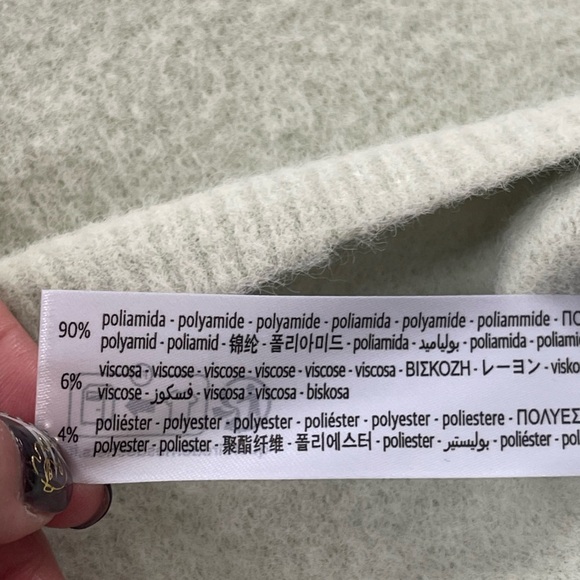 90% poliamida - polyamide - polyamide - poliamida - polyamide - poliammide - ΠΟ
polyamid - poliamid - 锦纶 - 폴리아미드 - poliamida - بولياميد - poliamida - poliamid
6% viscosa - viscose - viscose - viscose - viscose - viscosa - ΒΙΣΚΟΖΗ - レーヨン - visko
viscose - فسكوز - viscosa - viscosa - biskosa
4% poliéster - polyester - polyester - poliéster - polyester - poliestere - ΠΟΛΥΕΣ
polyester - poliester - 聚酯纤维 - 폴리에스터 - poliester - بوليستير - poliéster - pol